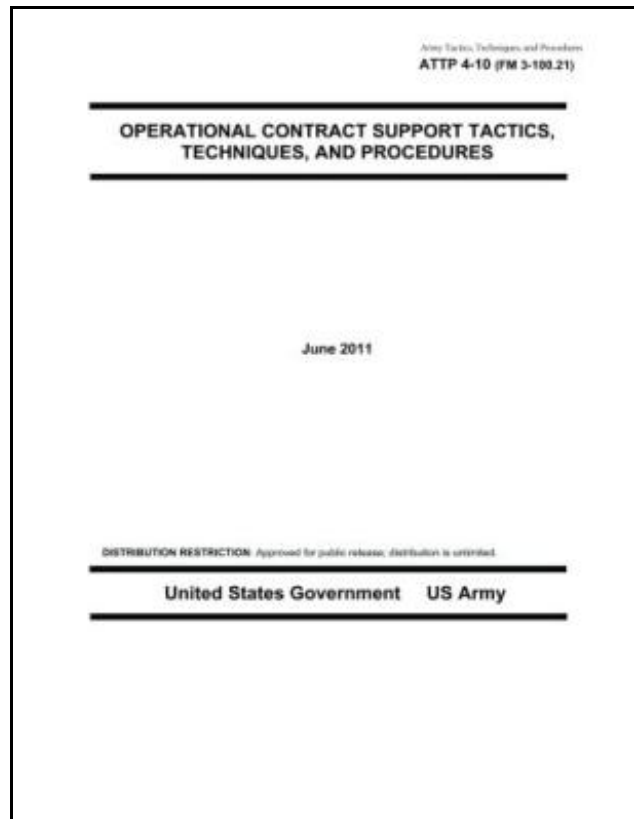 Army Tactics, Techniques, and Procedures
ATTP 4-10 (FM 3-100.21)
OPERATIONAL CONTRACT SUPPORT TACTICS,
TECHNIQUES, AND PROCEDURES
June 2011
DISTRIBUTION RESTRICTION: Approved for public release; distribution is unlimited.
United States Government US Army